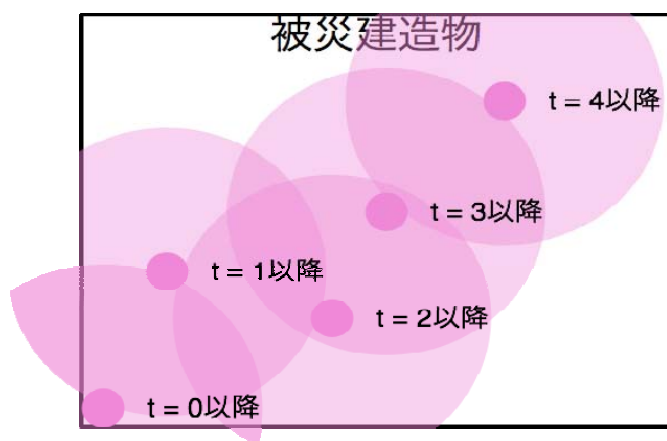 被災建造物
t = 4以降
t = 3以降
t = 1以降
t = 2以降
t = 0以降